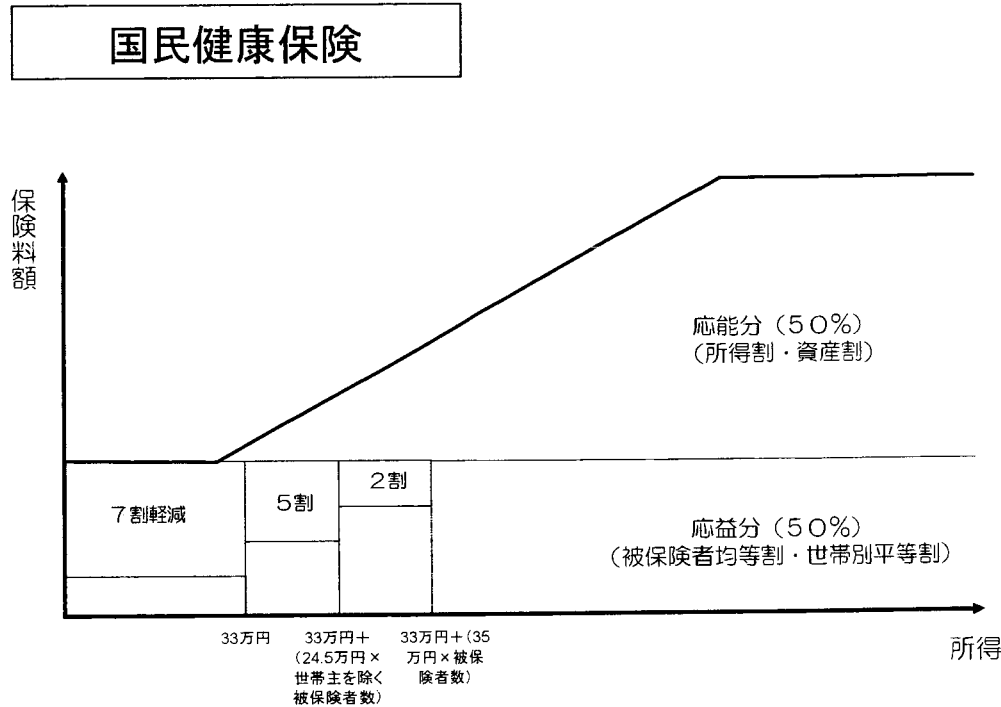 国民健康保険
保険料額
応能分（５０％）
（所得割・資産割）
７割軽減
５割
２割
応益分（５０％）
（被保険者均等割・世帯別平等割）
33万円
33万円＋
（24.5万円×
世帯主を除く
被保険者数）
33万円＋（35
万円×被保
険者数）
所得